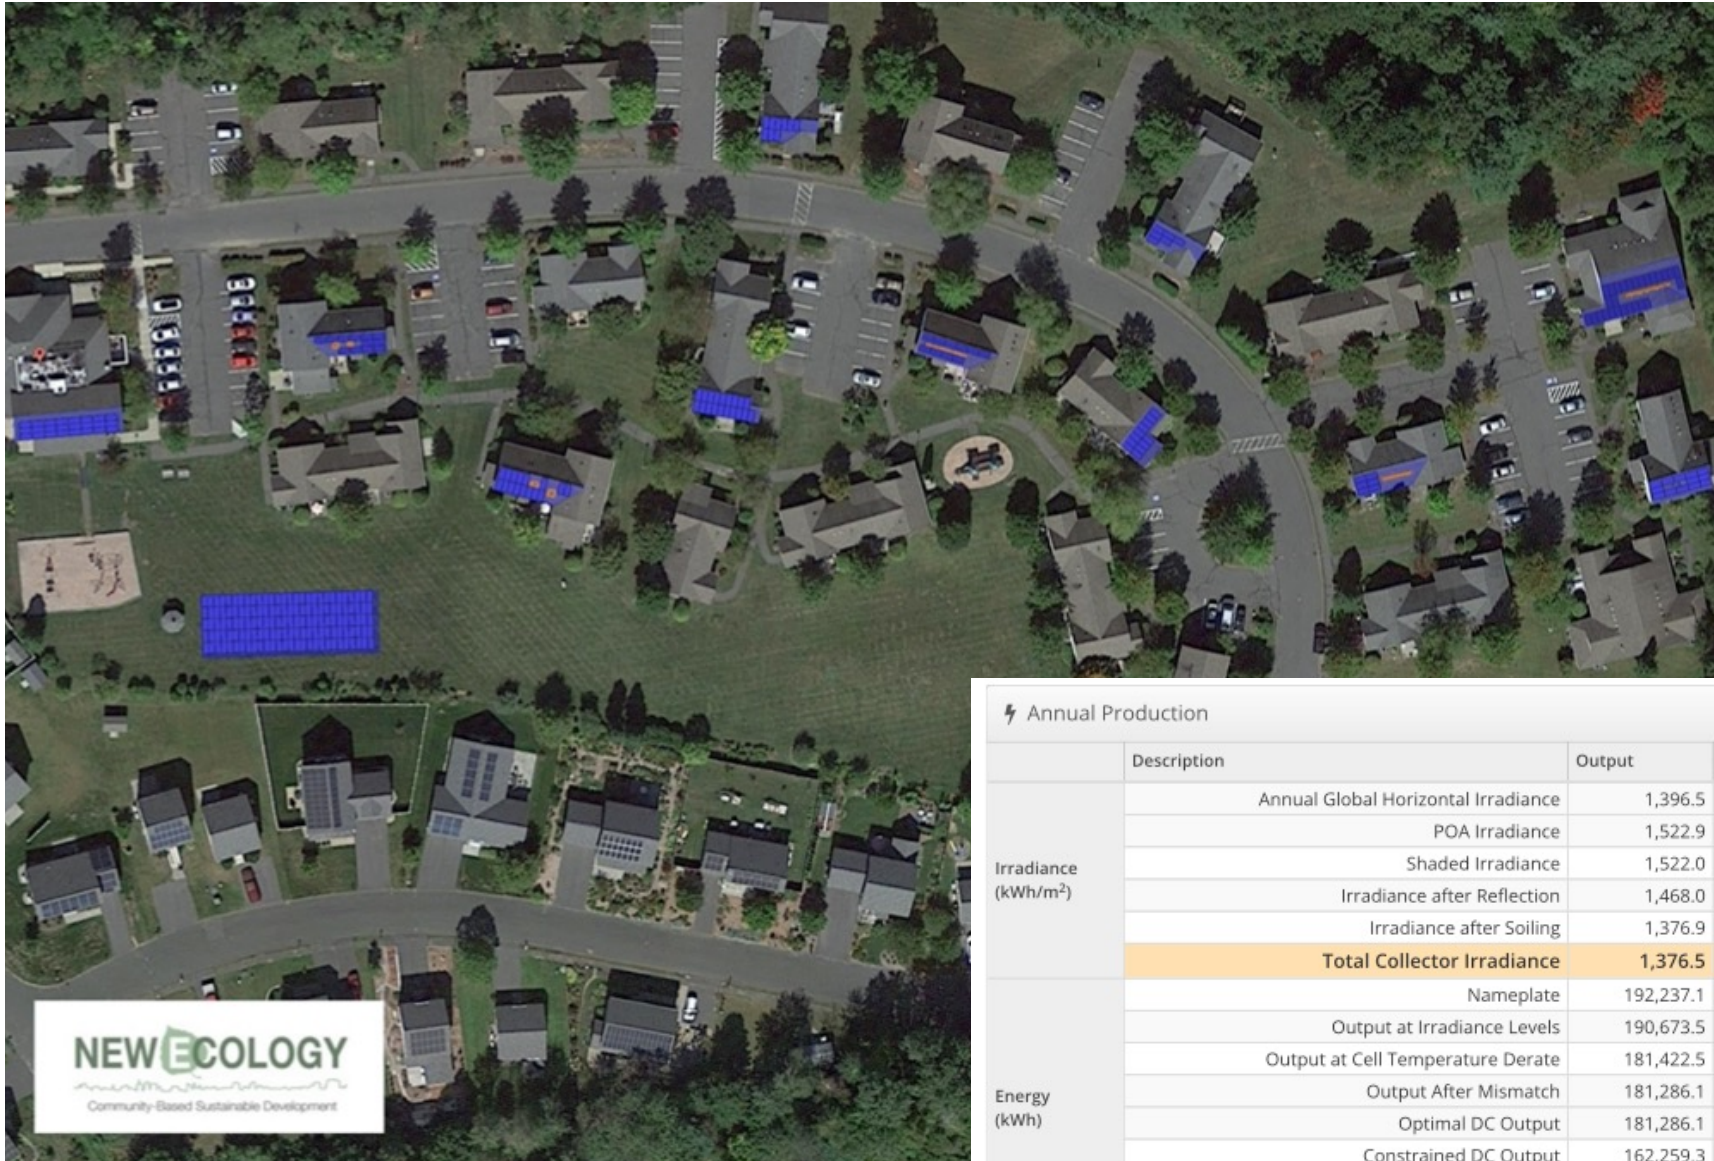 Annual Production
Description Output
Irradiance
(kWh/m²)
Annual Global Horizontal Irradiance 1,396.5
POA Irradiance 1,522.9
Shaded Irradiance 1,522.0
Irradiance after Reflection 1,468.0
Irradiance after Soiling 1,376.9
Total Collector Irradiance 1,376.5
Energy
(kWh)
Nameplate 192,237.1
Output at Irradiance Levels 190,673.5
Output at Cell Temperature Derate 181,422.5
Output After Mismatch 181,286.1
Optimal DC Output 181,286.1
Constrained DC Output 162,259.3
NEW ECOLOGY
Community-Based Sustainable Development